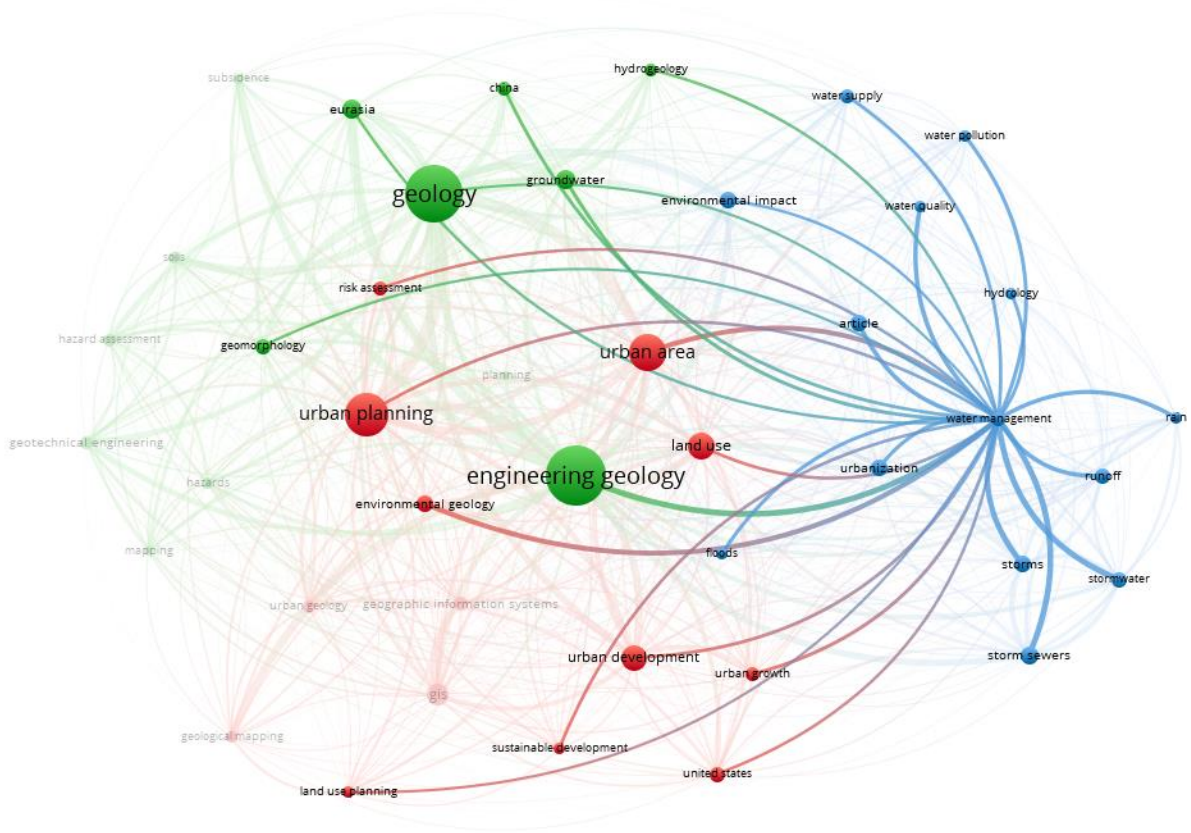 subsidence
china
hydrogeology
eurasia
water supply
water pollution
geology
groundwater
environmental impact
water quality
soils
risk assessment
hydrology
article
hazard assessment
geomorphology
urban area
planning
urban planning
water management
rain
geotechnical engineering
land use
urbanization
engineering geology
runoff
hazards
environmental geology
mapping
floods
storms
stormwater
urban geology
geographic information systems
urban development
storm sewers
urban growth
gis
geological mapping
sustainable development
united states
land use planning